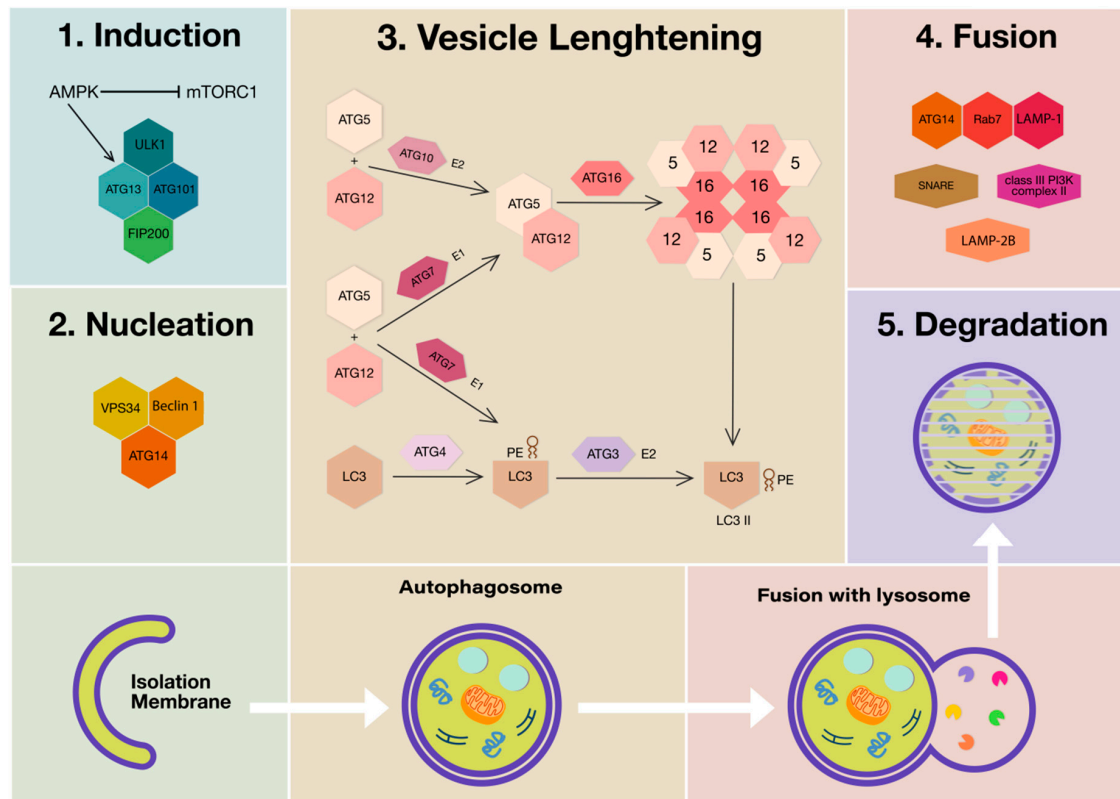 1. Induction
AMPK
mTORC1
ULK1
ATG13
ATG101
FIP200
2. Nucleation
VPS34
Beclin 1
ATG14
3. Vesicle Lenghtening
ATG5
+
ATG12
ATG10
E2
ATG5
ATG12
ATG16
12
12
5
5
16
16
16
16
12
12
5
5
ATG5
+
ATG12
ATG7
E1
ATG7
E1
LC3
ATG4
PE
LC3
ATG3
E2
LC3
PE
LC3 II
4. Fusion
ATG14
Rab7
LAMP-1
SNARE
class III PI3K
complex II
LAMP-2B
5. Degradation
Isolation
Membrane
Autophagosome
Fusion with lysosome